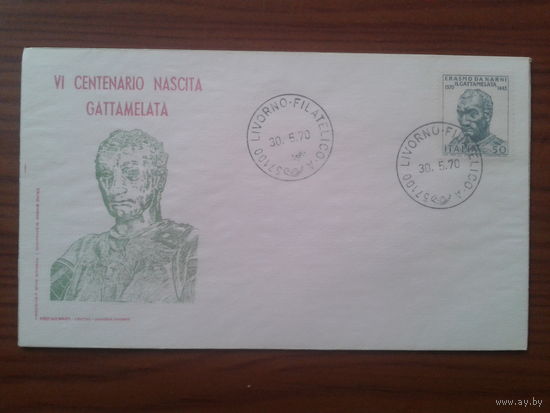 VI CENTENARIO NASCITA
GATTAMELATA
LIVORNO-FILATELICO-A
30. 5.70
57100
ERASMO DA NARNI
IL GATTAMELATA
1370 1443
ITALIA 50
LIVORNO-FILATELICO-A
30. 5.70
57100
www.ay.by